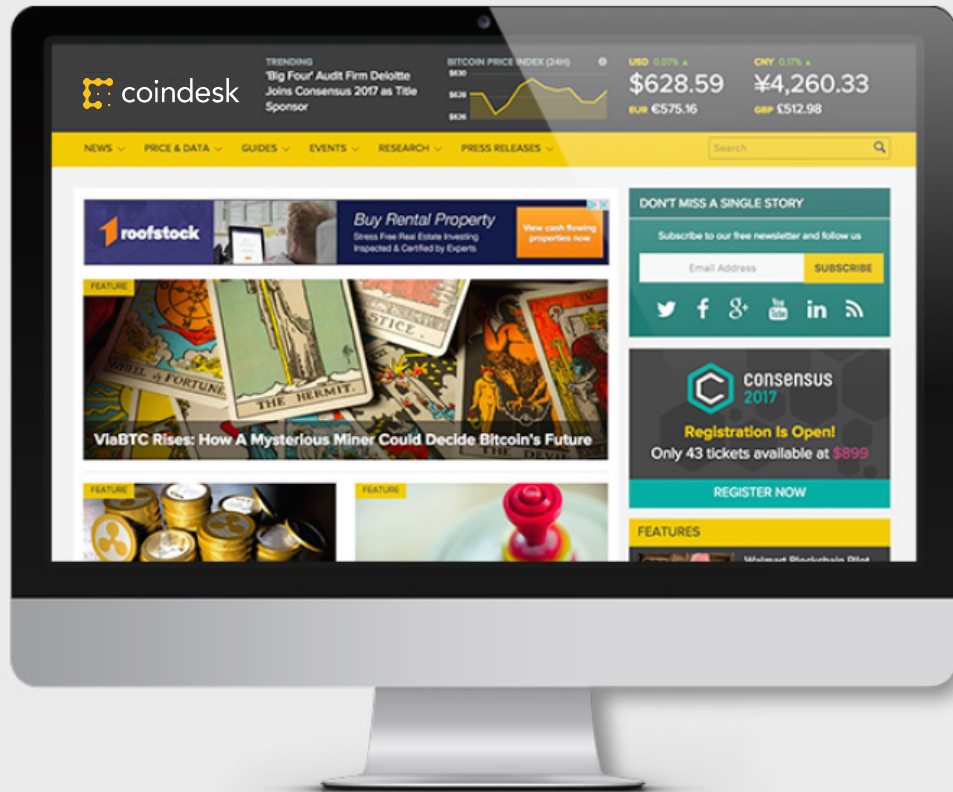 coindesk
TRENDING
'Big Four' Audit Firm Deloitte
Joins Consensus 2017 as Title
Sponsor
BITCOIN PRICE INDEX (24H)
$630
$628
$626
USD 0.07% ▲
$628.59
EUR €575.16
CNY 0.17% ▲
¥4,260.33
GBP £512.98
NEWS
PRICE & DATA
GUIDES
EVENTS
RESEARCH
PRESS RELEASES
Search
roofstock
Buy Rental Property
Stress Free Real Estate Investing
Inspected & Certified by Experts
View cash flowing
properties now
FEATURE
WHEEL of FORTUNE
THE HERMIT.
JUSTICE.
THE DEVIL
ViaBTC Rises: How A Mysterious Miner Could Decide Bitcoin's Future
FEATURE
FEATURE
DON'T MISS A SINGLE STORY
Subscribe to our free newsletter and follow us
Email Address
SUBSCRIBE
You
Tube
in
consensus
2017
Registration Is Open!
Only 43 tickets available at $899
REGISTER NOW
FEATURES
Walmart Blockchain Pilot